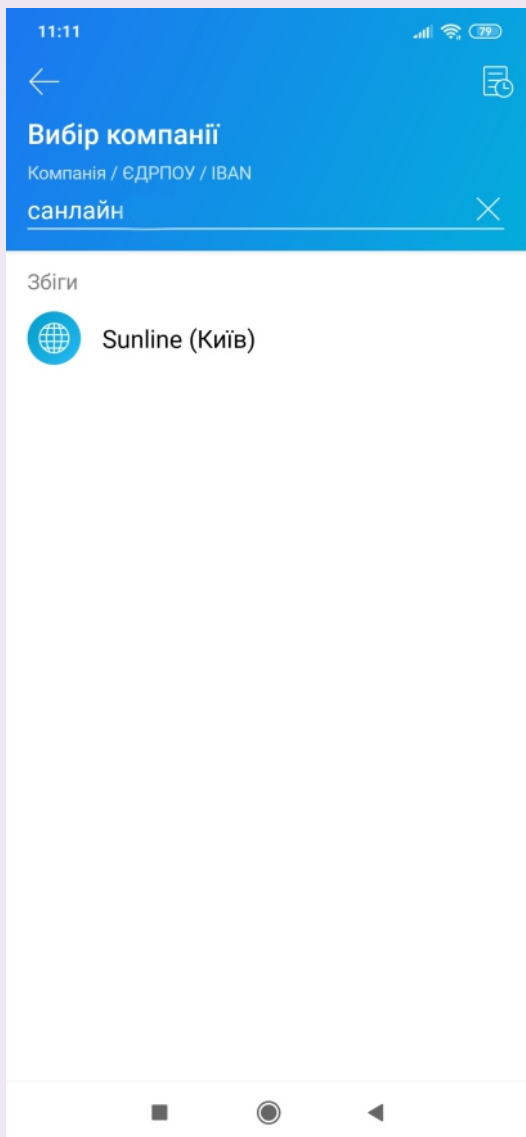 11:11
79
Вибір компанії
Компанія / ЄДРПОУ / IBAN
санлайн
Збіги
Sunline (Київ)